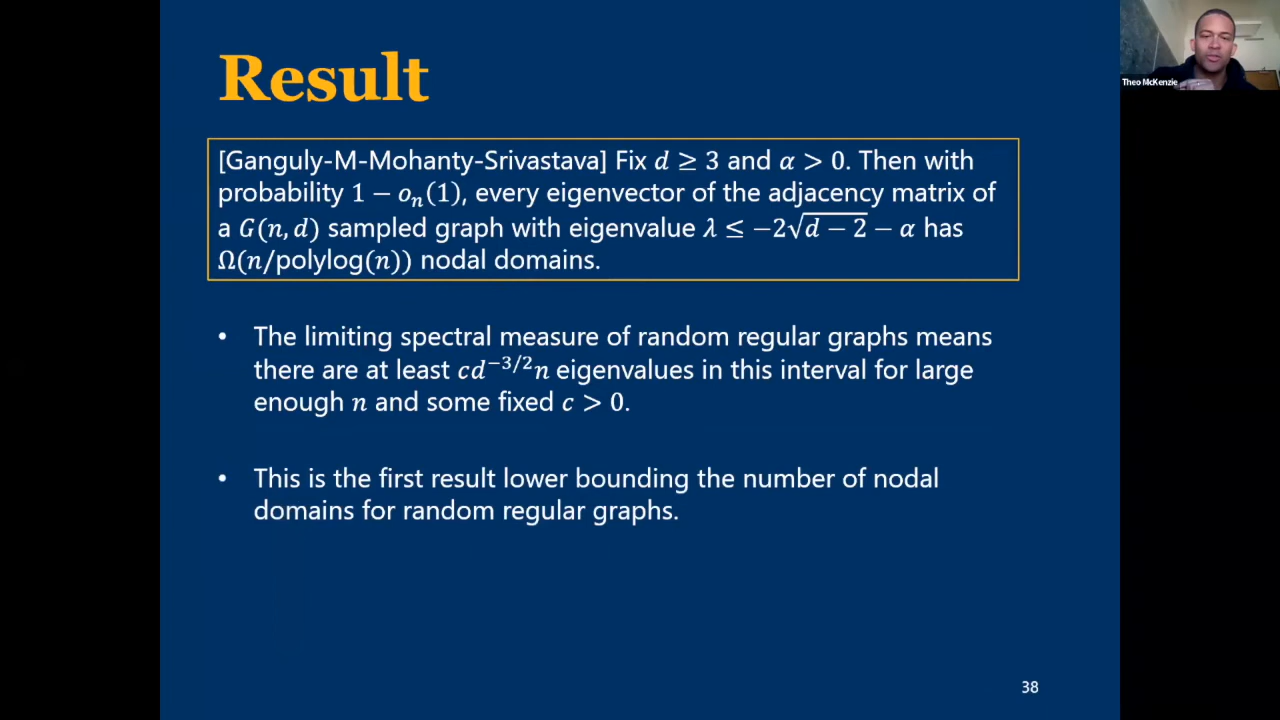 Result
[Ganguly-M-Mohanty-Srivastava] Fix d ≥ 3 and α > 0. Then with
probability 1 − oₙ(1), every eigenvector of the adjacency matrix of
a G(n, d) sampled graph with eigenvalue λ ≤ −2√(d − 2) − α has
Ω(n/polylog(n)) nodal domains.
• The limiting spectral measure of random regular graphs means
there are at least cd^{−3/2}n eigenvalues in this interval for large
enough n and some fixed c > 0.
• This is the first result lower bounding the number of nodal
domains for random regular graphs.
38
Theo McKenzie